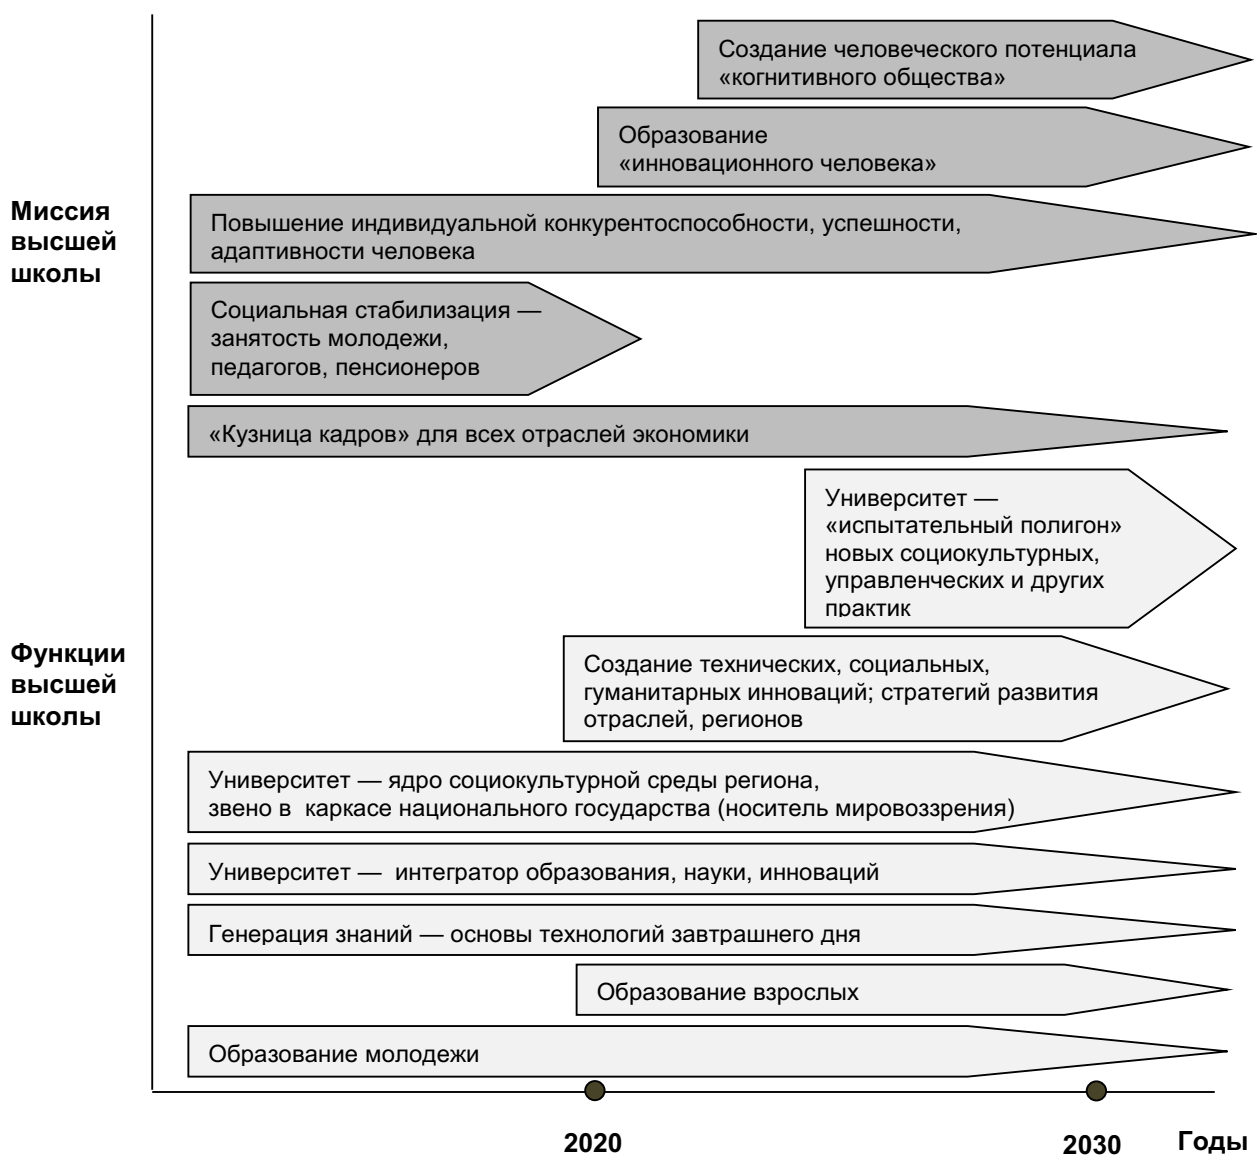 Создание человеческого потенциала
«когнитивного общества»
Образование
«инновационного человека»
Миссия
высшей
школы
Повышение индивидуальной конкурентоспособности, успешности,
адаптивности человека
Социальная стабилизация —
занятость молодежи,
педагогов, пенсионеров
«Кузница кадров» для всех отраслей экономики
Университет —
«испытательный полигон»
новых социокультурных,
управленческих и других
практик
Функции
высшей
школы
Создание технических, социальных,
гуманитарных инноваций; стратегий развития
отраслей, регионов
Университет — ядро социокультурной среды региона,
звено в каркасе национального государства (носитель мировоззрения)
Университет — интегратор образования, науки, инноваций
Генерация знаний — основы технологий завтрашнего дня
Образование взрослых
Образование молодежи
2020
2030
Годы